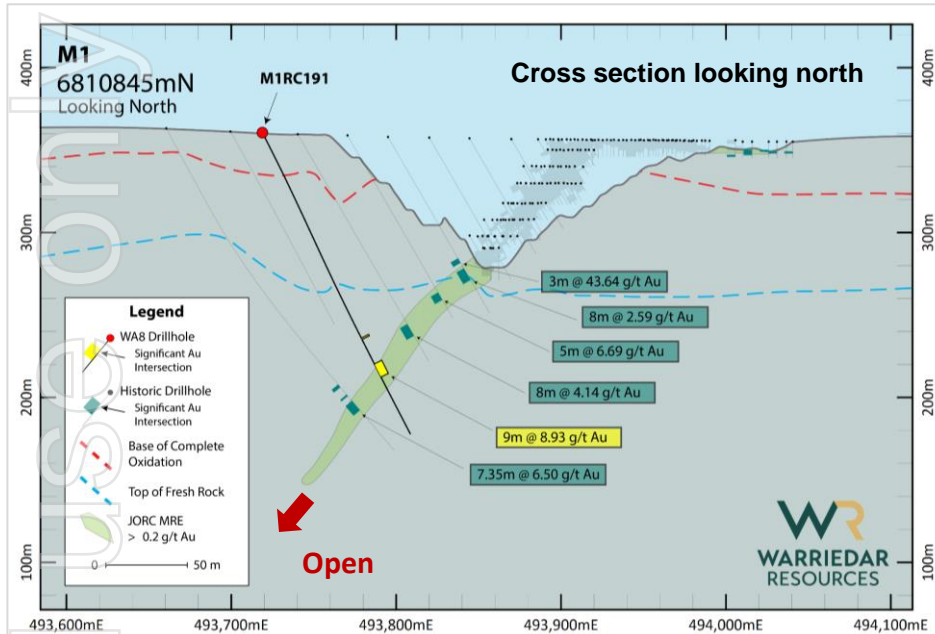 M1
6810845mN
Looking North
M1RC191
Cross section looking north
400m
300m
200m
100m
400m
300m
200m
100m
3m @ 43.64 g/t Au
8m @ 2.59 g/t Au
5m @ 6.69 g/t Au
8m @ 4.14 g/t Au
9m @ 8.93 g/t Au
7.35m @ 6.50 g/t Au
Legend
WA8 Drillhole
Significant Au
Intersection
Historic Drillhole
Significant Au
Intersection
Base of Complete
Oxidation
Top of Fresh Rock
JORC MRE
> 0.2 g/t Au
0 50 m
Open
WR
WARRIEDAR
RESOURCES
493,600mE 493,700mE 493,800mE 493,900mE 494,000mE 494,100mE
use only